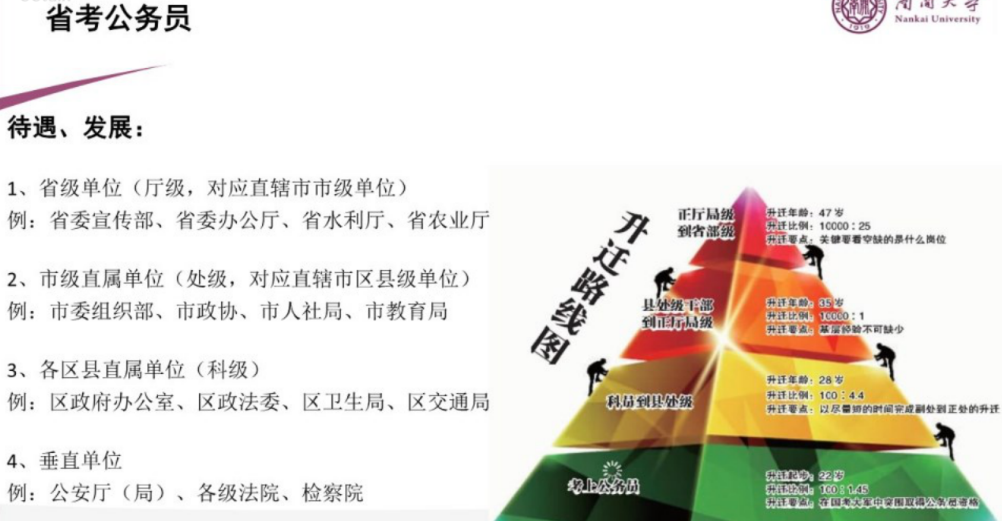 省考公务员
南开大学
Nankai University
1919
待遇、发展：
1、省级单位（厅级，对应直辖市市级单位）
例：省委宣传部、省委办公厅、省水利厅、省农业厅
2、市级直属单位（处级，对应直辖市区县级单位）
例：市委组织部、市政协、市人社局、市教育局
3、各区县直属单位（科级）
例：区政府办公室、区政法委、区卫生局、区交通局
4、垂直单位
例：公安厅（局）、各级法院、检察院
升迁路线图
正厅局级
到省部级
升迁年龄：47岁
升迁比例：10000：25
升迁要点：关键要看空缺的是什么岗位
县处级干部
到正厅局级
升迁年龄：35岁
升迁比例：10000：1
升迁要点：基层经验不可缺少
科员到县处级
升迁年龄：28岁
升迁比例：100：4.4
升迁要点：以尽量短的时间完成副处到正处的升迁
考上公务员
升迁起步：22岁
升迁比例：100：1.45
升迁要点：在国考大军中突围取得公务员资格